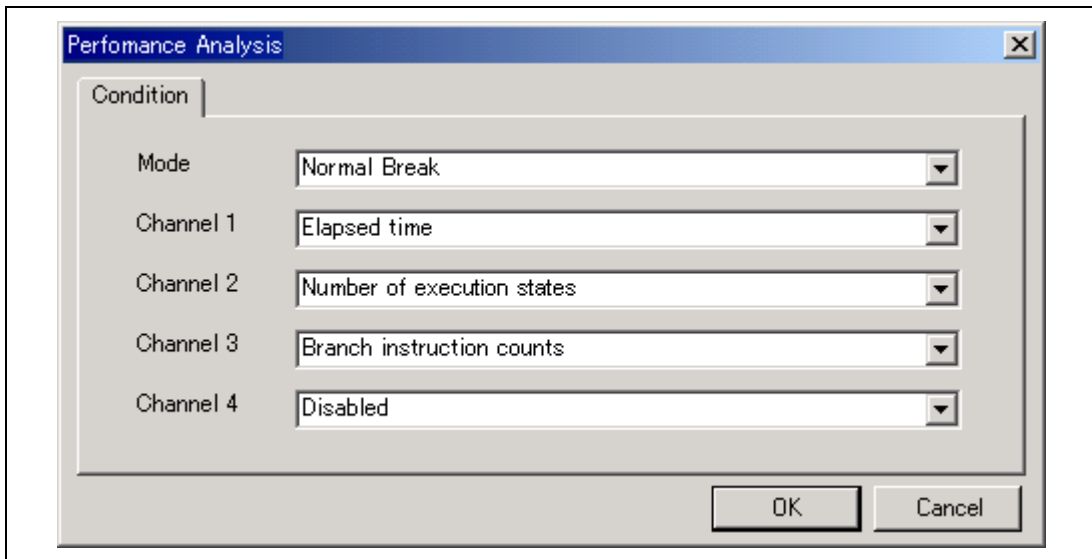 Perfomance Analysis
Condition
Mode Normal Break
Channel 1 Elapsed time
Channel 2 Number of execution states
Channel 3 Branch instruction counts
Channel 4 Disabled
OK Cancel